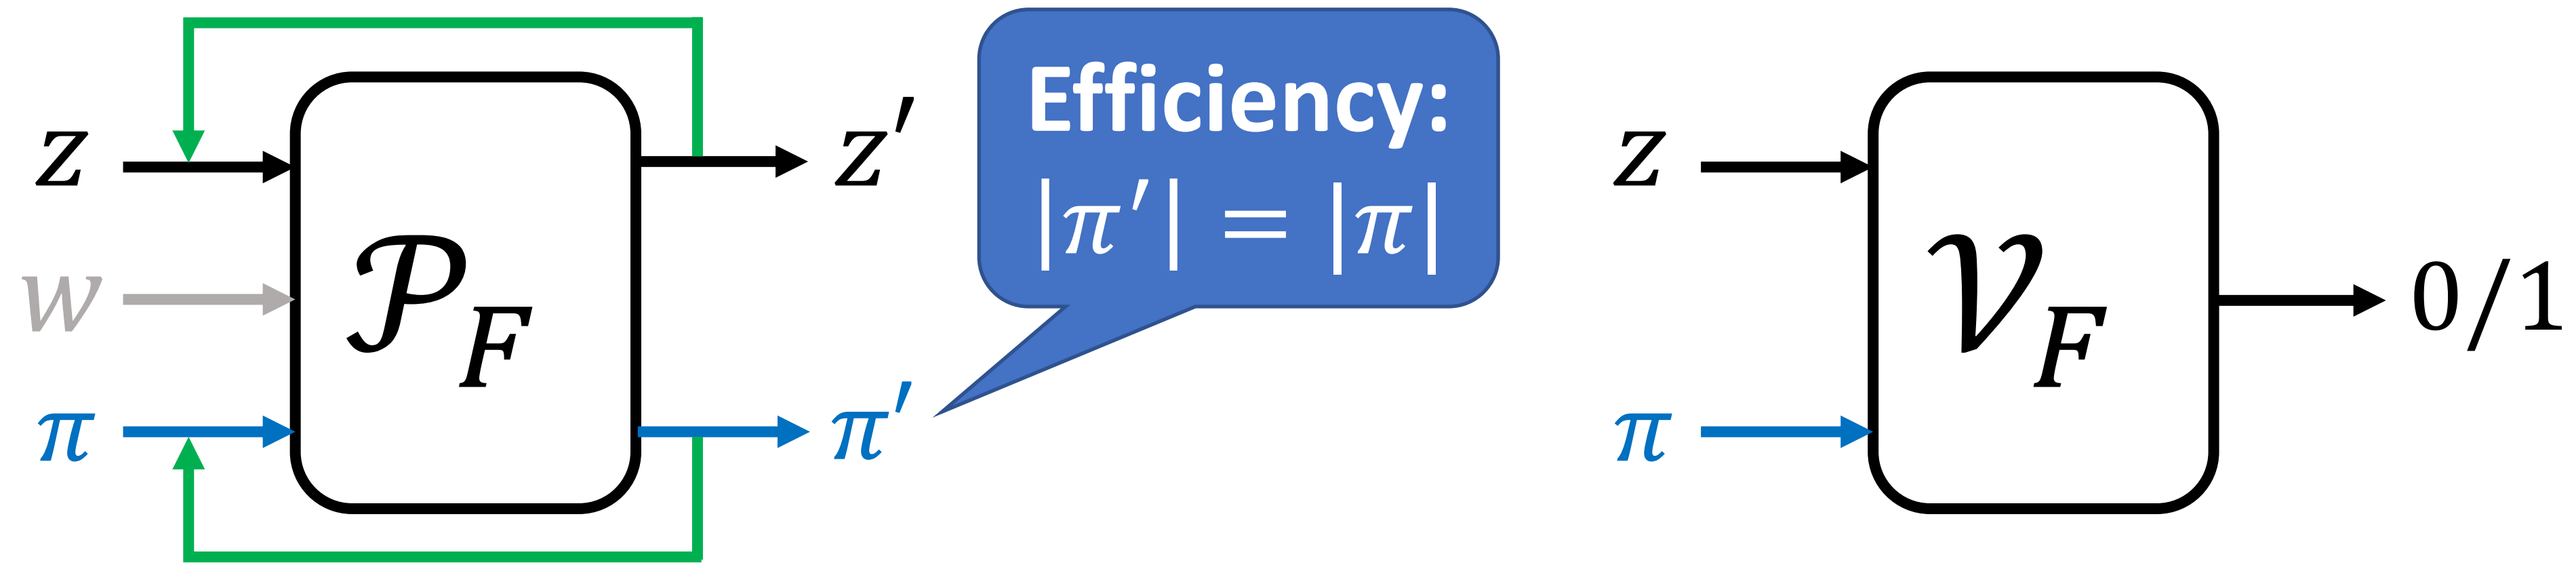 z
w
π
𝒫_F
z′
π′
Efficiency:
|π′| = |π|
z
π
𝒱_F
0/1